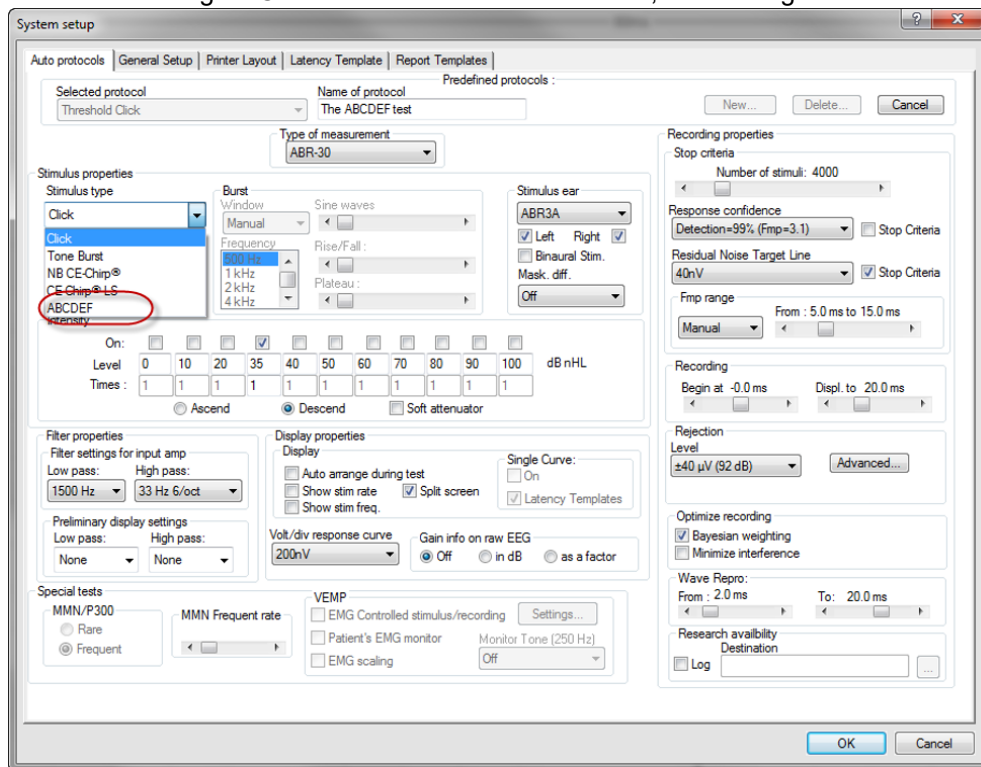 System setup
Auto protocols General Setup Printer Layout Latency Template Report Templates
Predefined protocols :
Selected protocol Name of protocol
Threshold Click The ABCDEF test New... Delete... Cancel
Type of measurement
ABR-30
Stimulus properties
Stimulus type
Click
Click
Tone Burst
NB CE-Chirp®
CE-Chirp® LS
ABCDEF
Burst
Window Sine waves
Manual
Frequency Rise/Fall :
500 Hz
1 kHz
2 kHz Plateau :
4 kHz
Stimulus ear
ABR3A
Left Right
Binaural Stim.
Mask. diff.
Off
Intensity
On:
Level 0 10 20 35 40 50 60 70 80 90 100 dB nHL
Times : 1 1 1 1 1 1 1 1 1 1 1
Ascend Descend Soft attenuator
Filter properties
Filter settings for input amp
Low pass: High pass:
1500 Hz 33 Hz 6/oct
Preliminary display settings
Low pass: High pass:
None None
Display properties
Display
Auto arrange during test
Show stim rate Split screen
Show stim freq.
Single Curve:
On
Latency Templates
Volt/div response curve
200nV
Gain info on raw EEG
Off in dB as a factor
Special tests
MMN/P300
Rare
Frequent
MMN Frequent rate
VEMP
EMG Controlled stimulus/recording Settings...
Patient's EMG monitor Monitor Tone (250 Hz)
EMG scaling Off
Recording properties
Stop criteria
Number of stimuli: 4000
Response confidence
Detection=99% (Fmp=3.1) Stop Criteria
Residual Noise Target Line
40nV Stop Criteria
Fmp range
From : 5.0 ms to 15.0 ms
Manual
Recording
Begin at -0.0 ms Displ. to 20.0 ms
Rejection
Level
±40 µV (92 dB) Advanced...
Optimize recording
Bayesian weighting
Minimize interference
Wave Repro:
From : 2.0 ms To: 20.0 ms
Research availbility
Destination
Log ...
OK Cancel